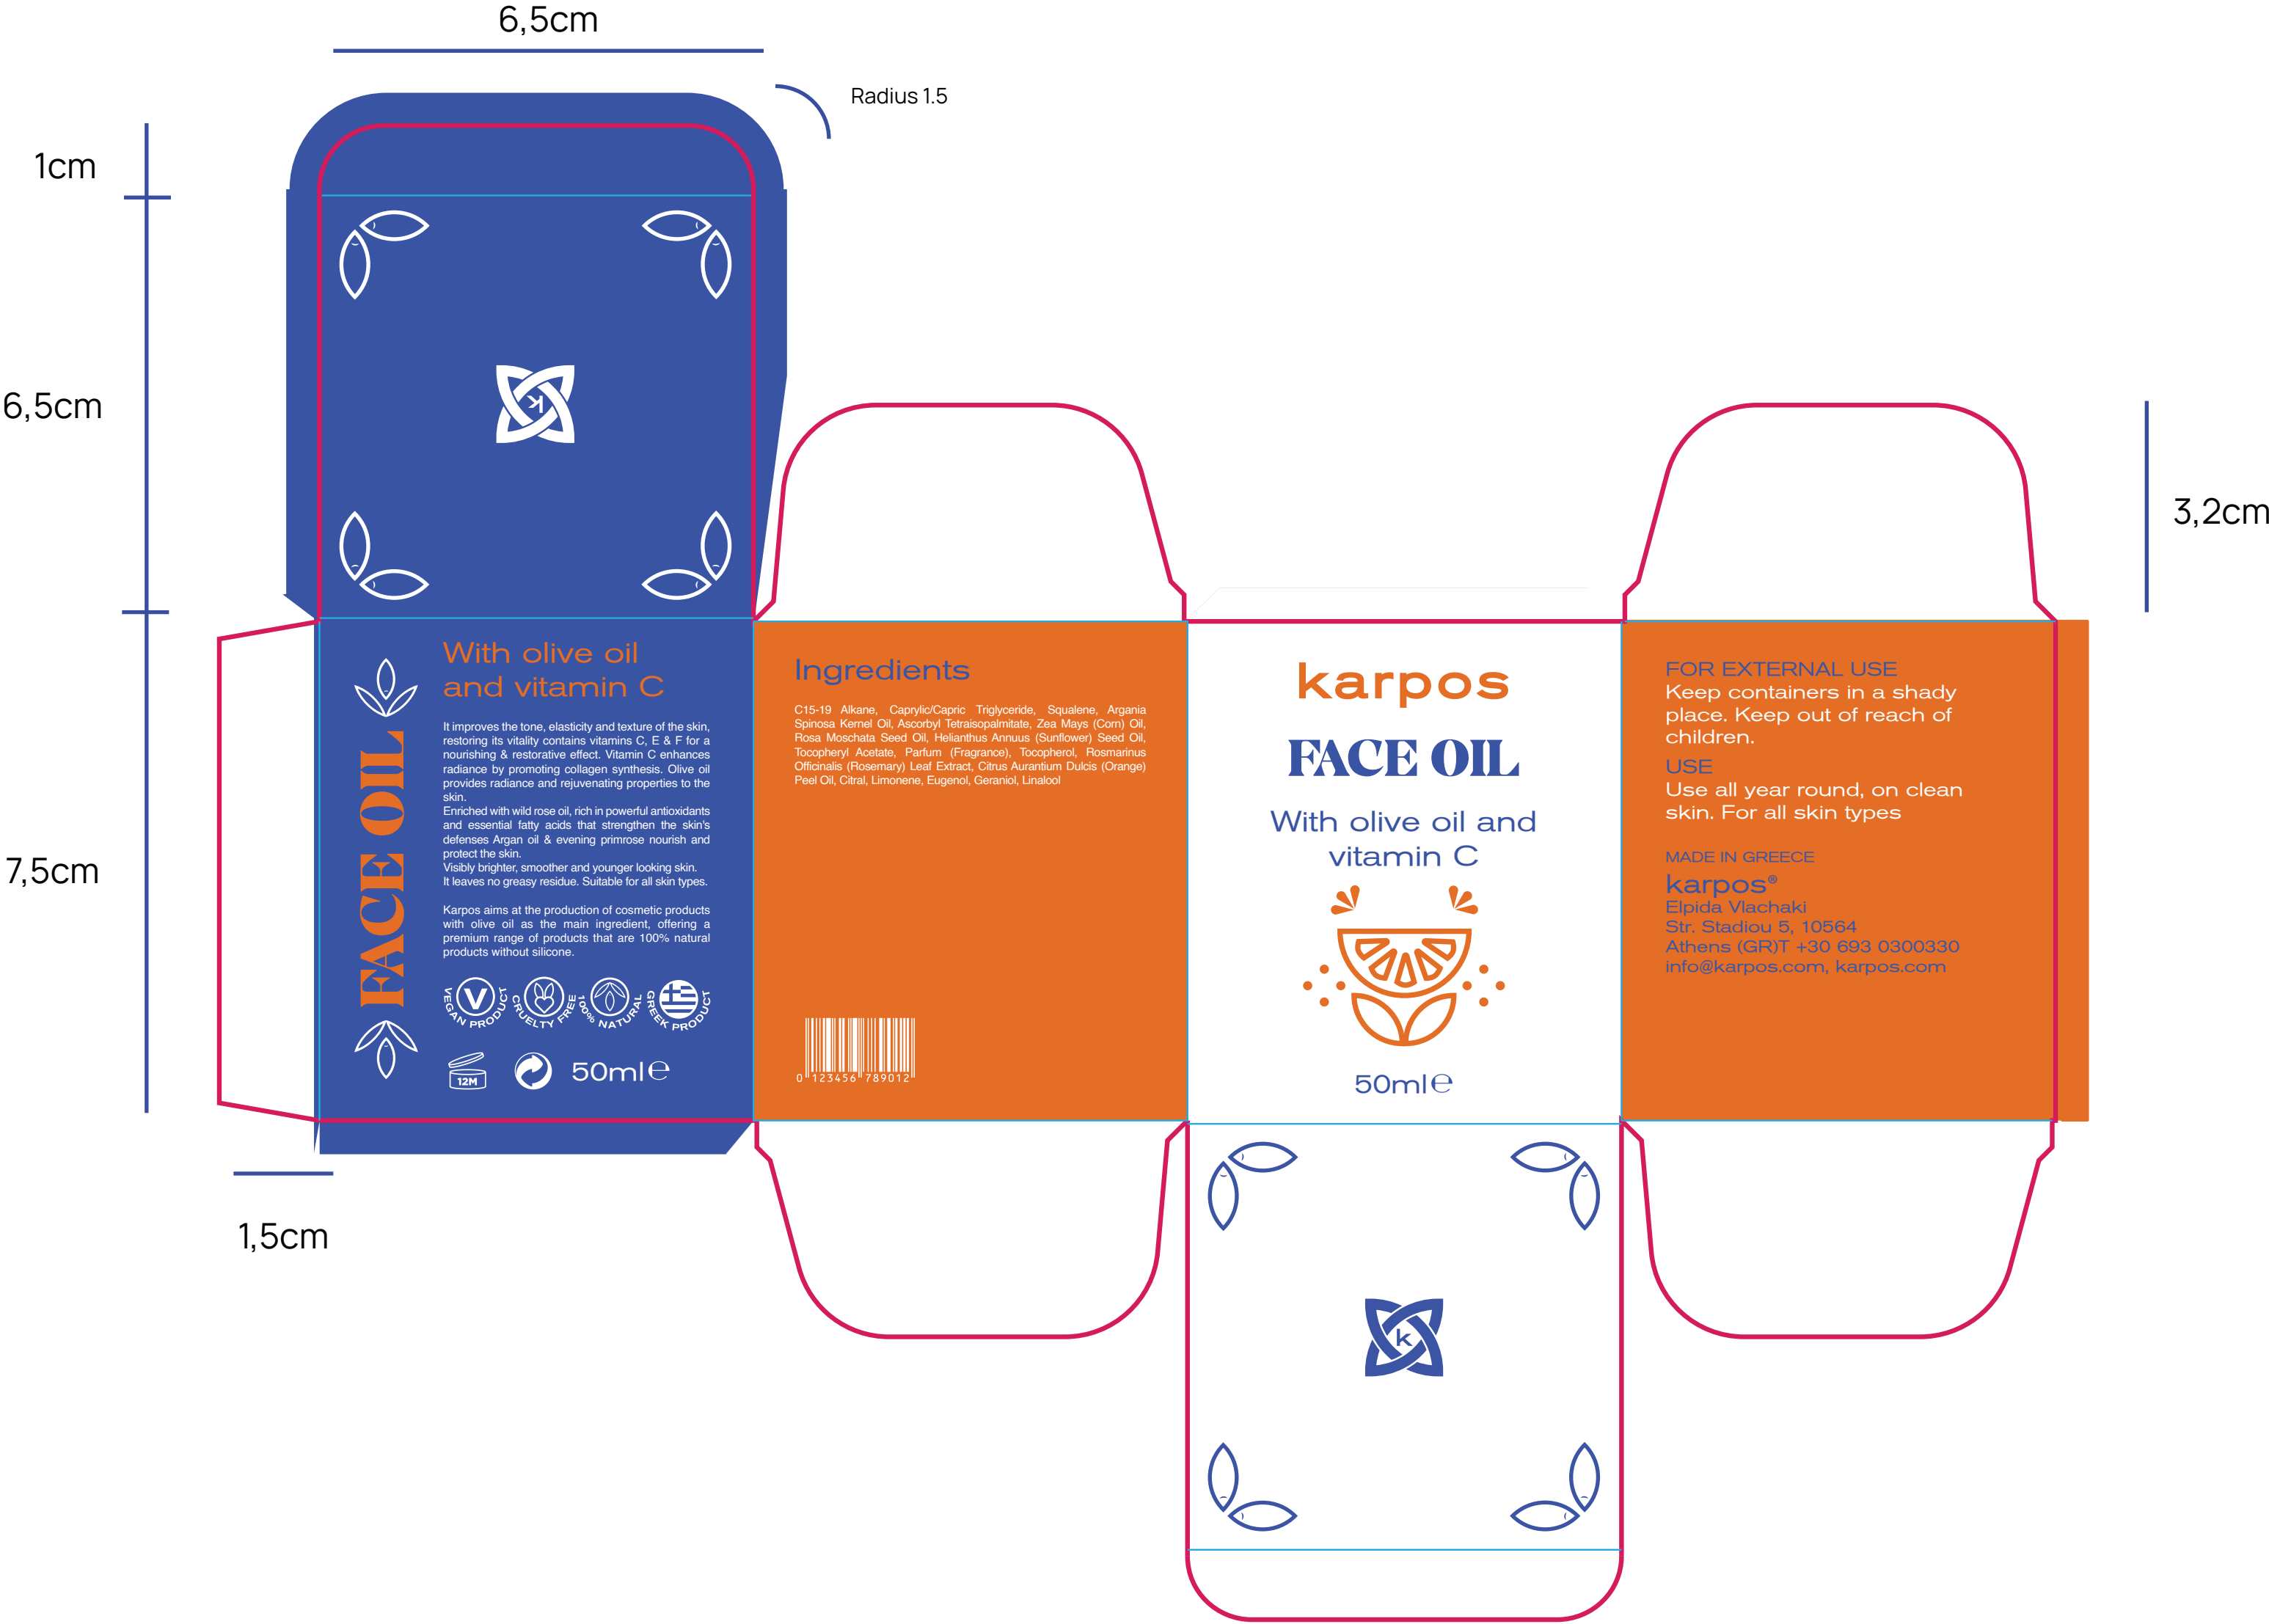 6,5cm
Radius 1.5
1cm
6,5cm
k
3,2cm
7,5cm
1,5cm
FACE OIL
With olive oil
and vitamin C
It improves the tone, elasticity and texture of the skin,
restoring its vitality contains vitamins C, E & F for a
nourishing & restorative effect. Vitamin C enhances
radiance by promoting collagen synthesis. Olive oil
provides radiance and rejuvenating properties to the
skin.
Enriched with wild rose oil, rich in powerful antioxidants
and essential fatty acids that strengthen the skin's
defenses Argan oil & evening primrose nourish and
protect the skin.
Visibly brighter, smoother and younger looking skin.
It leaves no greasy residue. Suitable for all skin types.
Karpos aims at the production of cosmetic products
with olive oil as the main ingredient, offering a
premium range of products that are 100% natural
products without silicone.
V
VEGAN PRODUCT
CRUELTY FREE
100% NATURAL
GREEK PRODUCT
12M
50ml℮
Ingredients
C15-19 Alkane, Caprylic/Capric Triglyceride, Squalene, Argania
Spinosa Kernel Oil, Ascorbyl Tetraisopalmitate, Zea Mays (Corn) Oil,
Rosa Moschata Seed Oil, Helianthus Annuus (Sunflower) Seed Oil,
Tocopheryl Acetate, Parfum (Fragrance), Tocopherol, Rosmarinus
Officinalis (Rosemary) Leaf Extract, Citrus Aurantium Dulcis (Orange)
Peel Oil, Citral, Limonene, Eugenol, Geraniol, Linalool
0 123456 789012
karpos
FACE OIL
With olive oil and
vitamin C
50ml℮
k
FOR EXTERNAL USE
Keep containers in a shady
place. Keep out of reach of
children.
USE
Use all year round, on clean
skin. For all skin types
MADE IN GREECE
karpos®
Elpida Vlachaki
Str. Stadiou 5, 10564
Athens (GR)T +30 693 0300330
info@karpos.com, karpos.com